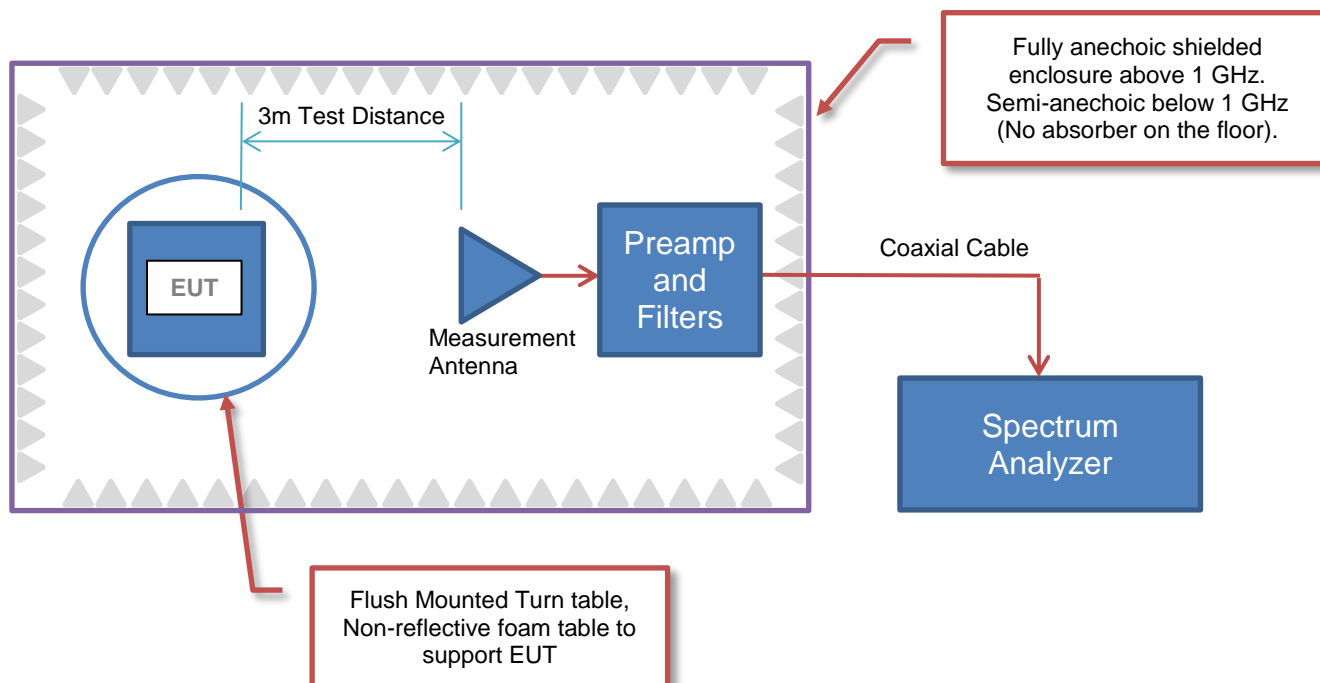 Fully anechoic shielded
enclosure above 1 GHz.
Semi-anechoic below 1 GHz
(No absorber on the floor).
3m Test Distance
EUT
Measurement
Antenna
Preamp
and
Filters
Coaxial Cable
Spectrum
Analyzer
Flush Mounted Turn table,
Non-reflective foam table to
support EUT